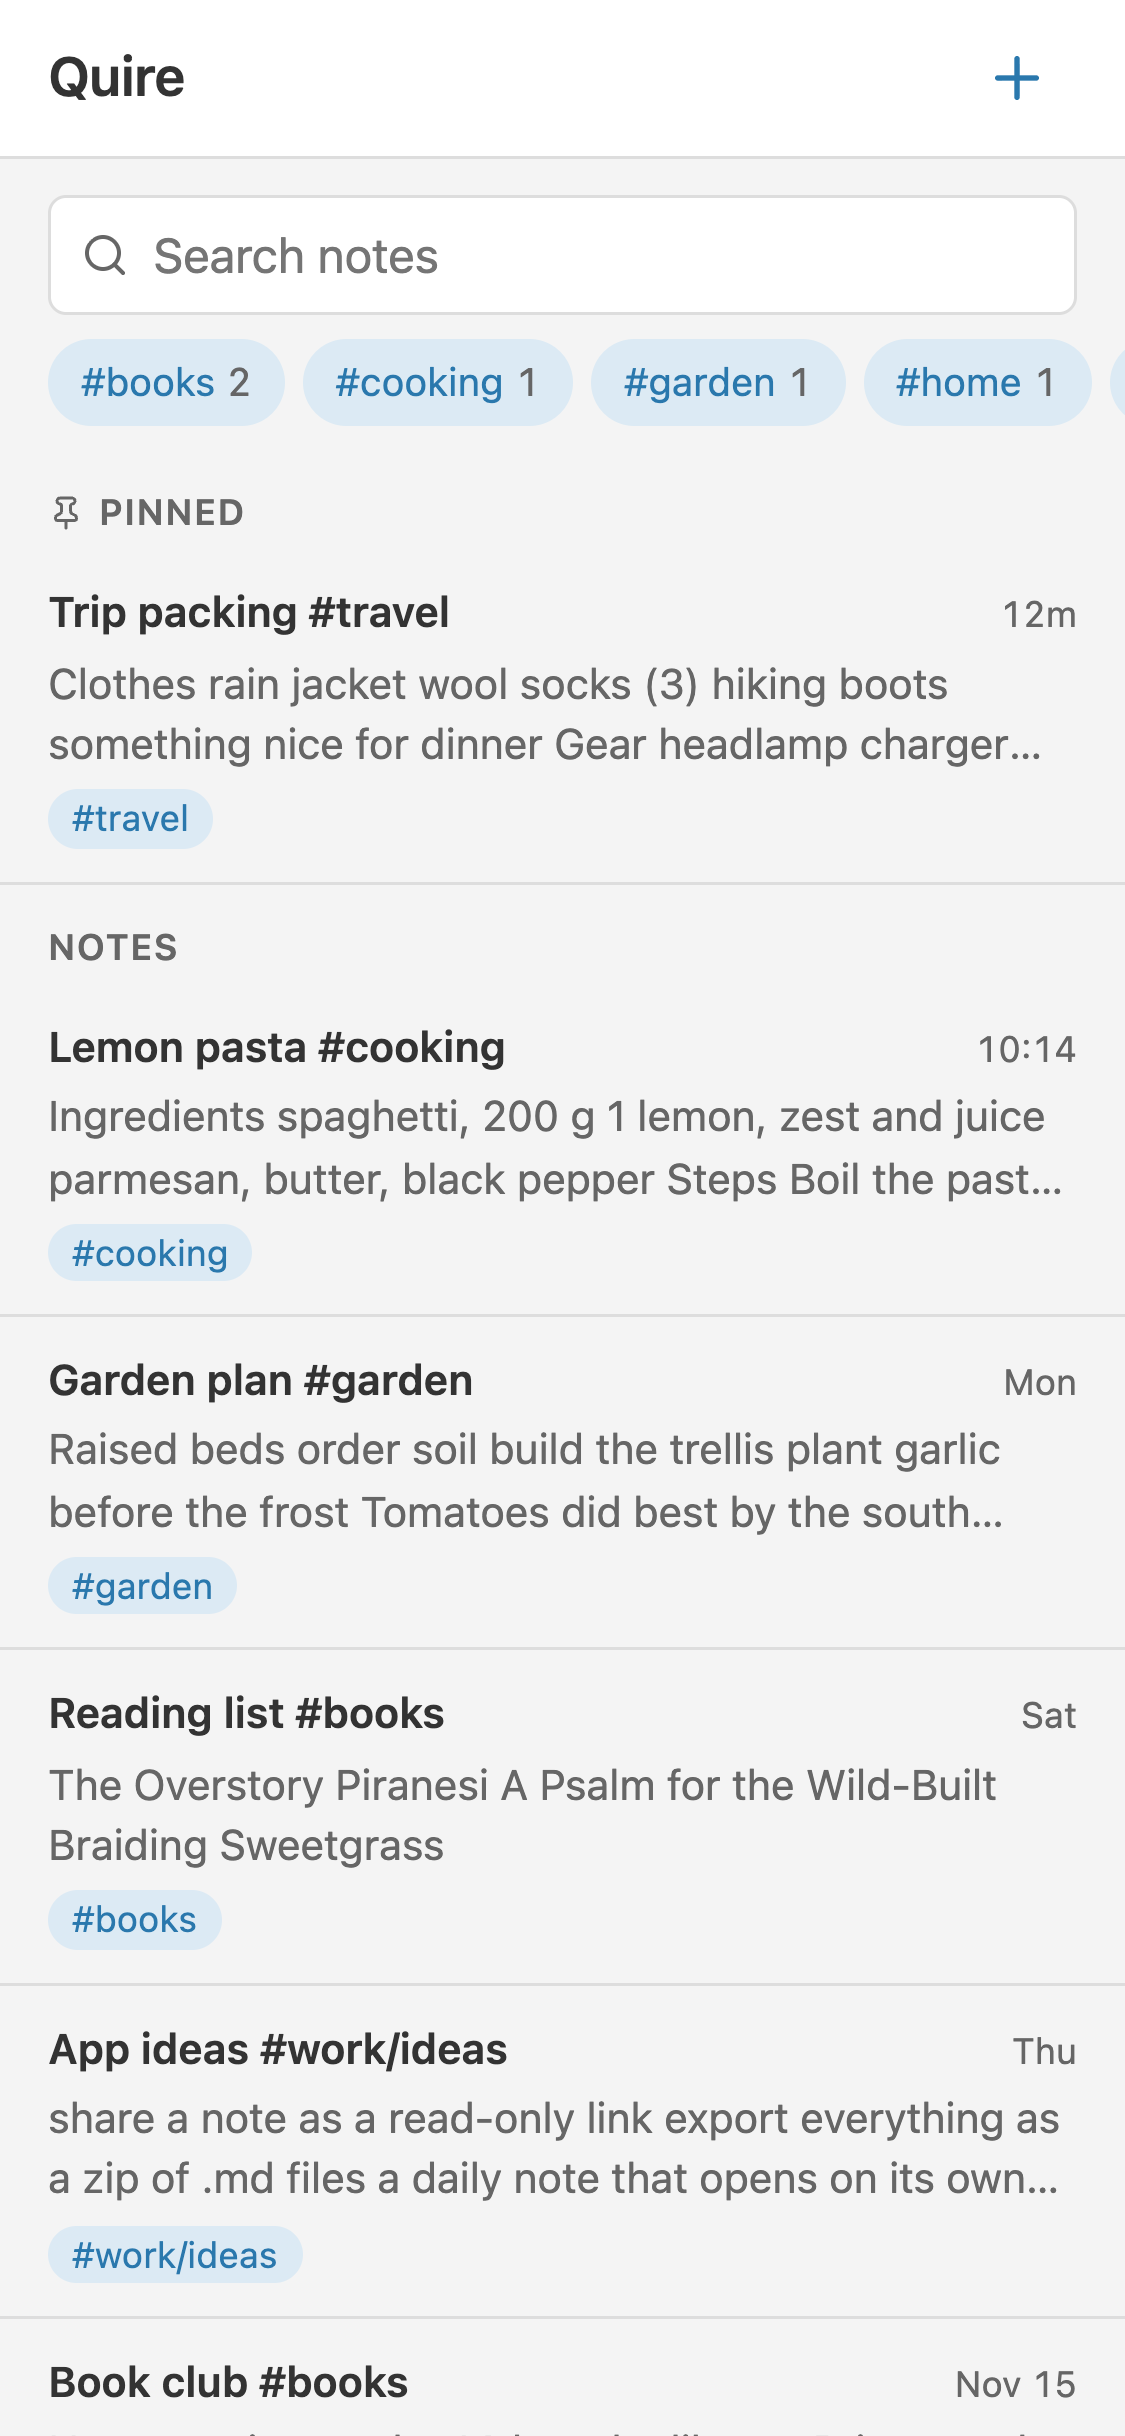 Quire
Search notes
#books 2 #cooking 1 #garden 1 #home 1
PINNED
Trip packing #travel 12m
Clothes rain jacket wool socks (3) hiking boots
something nice for dinner Gear headlamp charger...
#travel
NOTES
Lemon pasta #cooking 10:14
Ingredients spaghetti, 200 g 1 lemon, zest and juice
parmesan, butter, black pepper Steps Boil the past...
#cooking
Garden plan #garden Mon
Raised beds order soil build the trellis plant garlic
before the frost Tomatoes did best by the south...
#garden
Reading list #books Sat
The Overstory Piranesi A Psalm for the Wild-Built
Braiding Sweetgrass
#books
App ideas #work/ideas Thu
share a note as a read-only link export everything as
a zip of .md files a daily note that opens on its own...
#work/ideas
Book club #books Nov 15